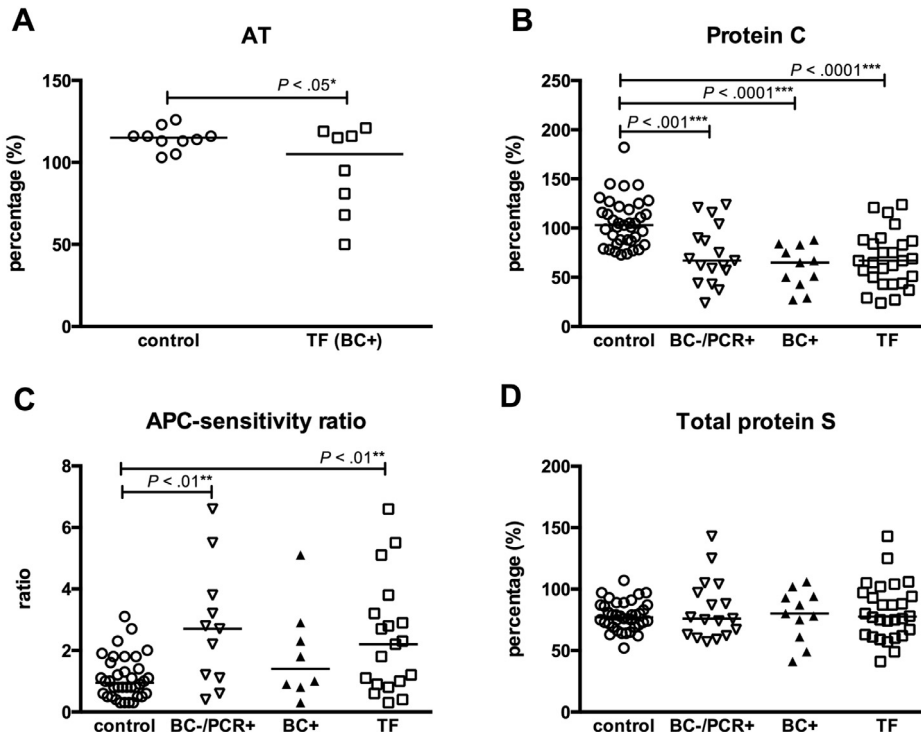 A
AT
percentage (%)
150
100
50
0
P < .05*
control
TF (BC+)
B
Protein C
percentage (%)
250
200
150
100
50
0
P < .0001***
P < .0001***
P < .001***
control
BC-/PCR+
BC+
TF
C
APC-sensitivity ratio
ratio
8
6
4
2
0
P < .01**
P < .01**
control
BC-/PCR+
BC+
TF
D
Total protein S
percentage (%)
200
150
100
50
0
control
BC-/PCR+
BC+
TF